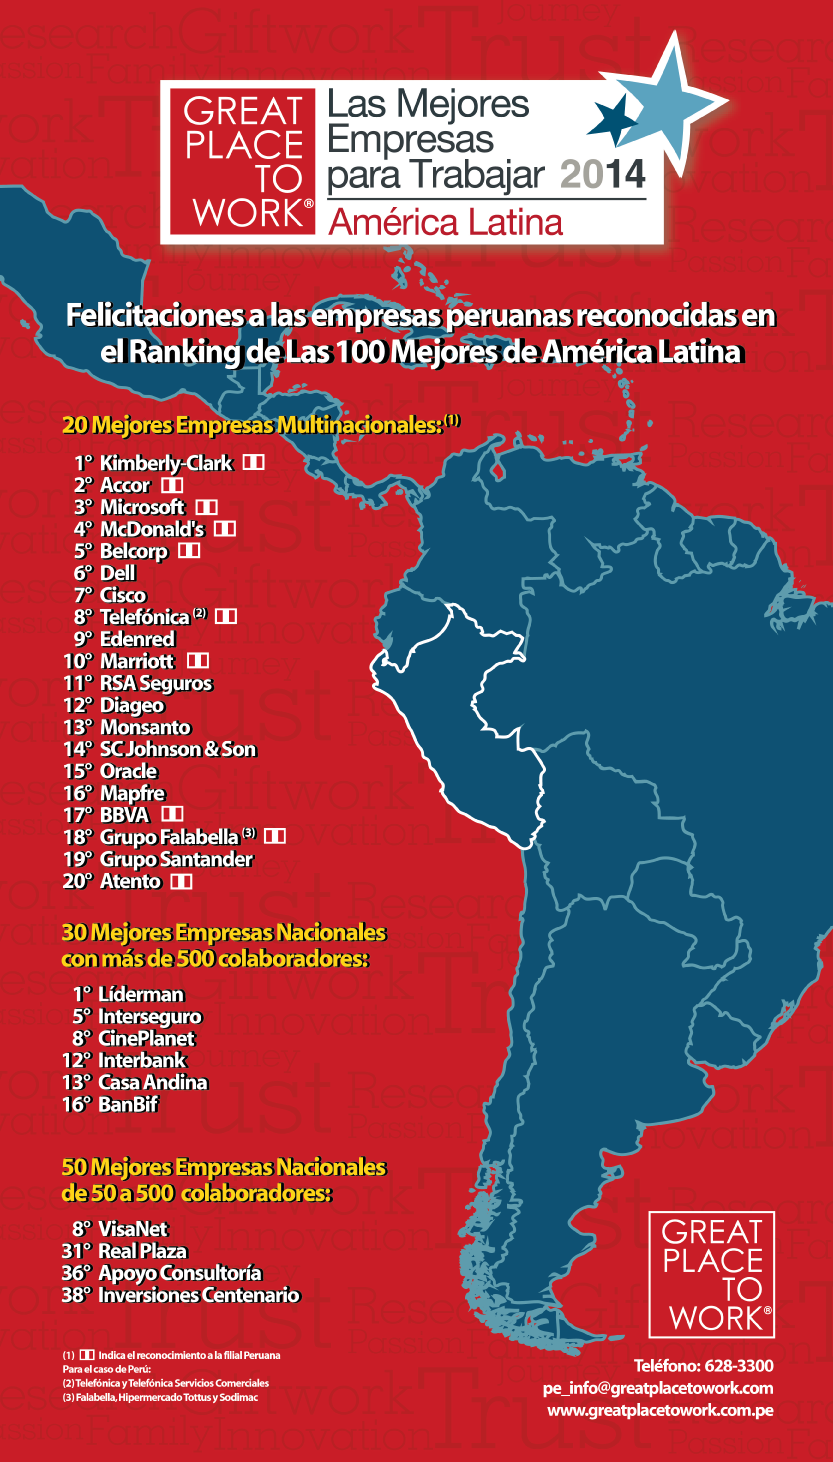 GREAT
PLACE
TO
WORK®
Las Mejores
Empresas
para Trabajar 2014
América Latina
Felicitaciones a las empresas peruanas reconocidas en
el Ranking de Las 100 Mejores de América Latina
20 Mejores Empresas Multinacionales: (1)
1° Kimberly-Clark
2° Accor
3° Microsoft
4° McDonald's
5° Belcorp
6° Dell
7° Cisco
8° Telefónica (2)
9° Edenred
10° Marriott
11° RSA Seguros
12° Diageo
13° Monsanto
14° SC Johnson & Son
15° Oracle
16° Mapfre
17° BBVA
18° Grupo Falabella (3)
19° Grupo Santander
20° Atento
30 Mejores Empresas Nacionales
con más de 500 colaboradores:
1° Líderman
5° Interseguro
8° CinePlanet
12° Interbank
13° Casa Andina
16° BanBif
50 Mejores Empresas Nacionales
de 50 a 500 colaboradores:
8° VisaNet
31° Real Plaza
36° Apoyo Consultoría
38° Inversiones Centenario
(1) Indica el reconocimiento a la filial Peruana
Para el caso de Perú:
(2) Telefónica y Telefónica Servicios Comerciales
(3) Falabella, Hipermercado Tottus y Sodimac
GREAT
PLACE
TO
WORK®
Teléfono: 628-3300
pe_info@greatplacetowork.com
www.greatplacetowork.com.pe